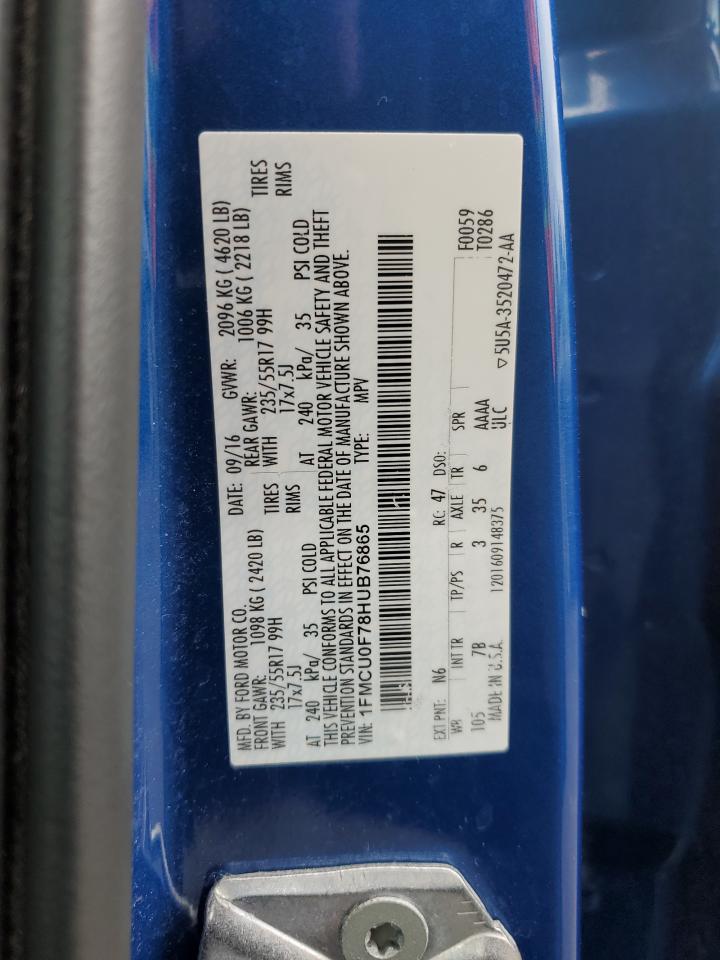 MFD. BY FORD MOTOR CO.
DATE: 09/16 GVWR: 2096 KG ( 4620 LB)
FRONT GAWR: 1098 KG ( 2420 LB) REAR GAWR: 1006 KG ( 2218 LB)
WITH 235/55R17 99H TIRES WITH 235/55R17 99H TIRES
17x7.5J RIMS 17x7.5J RIMS
AT 240 kPa/ 35 PSI COLD AT 240 kPa/ 35 PSI COLD
THIS VEHICLE CONFORMS TO ALL APPLICABLE FEDERAL MOTOR VEHICLE SAFETY AND THEFT
PREVENTION STANDARDS IN EFFECT ON THE DATE OF MANUFACTURE SHOWN ABOVE.
VIN: 1FMCU0F78HUB76865 TYPE: MPV
EXT PNT: N6 RC: 47 DSO: F0059
WB INT TR TP/PS R AXLE TR SPR T0286
105 7B 3 35 6 AAAA ▽5U5A-3520472-AA
MADE IN U.S.A. 1201609148375 ULC